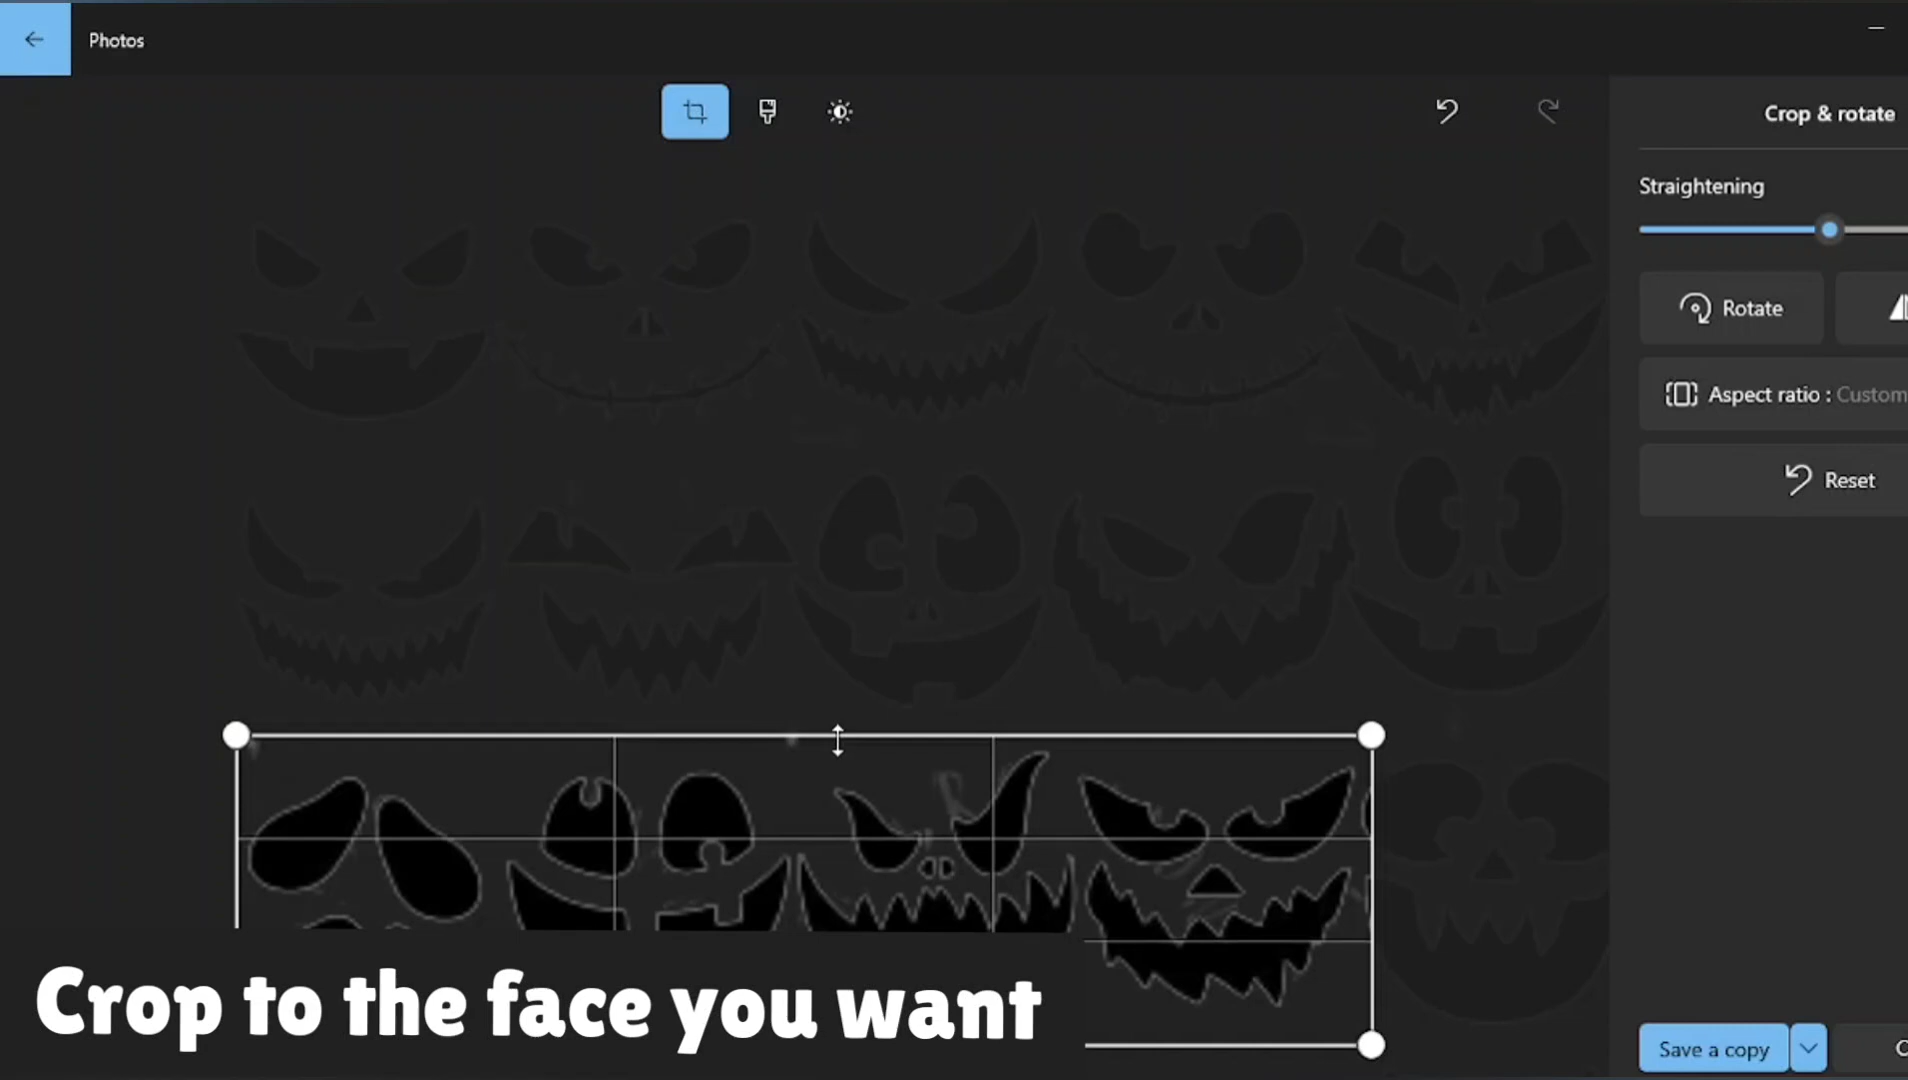 Photos
Crop & rotate
Straightening
Rotate
Aspect ratio : Custom
Reset
Crop to the face you want
Save a copy